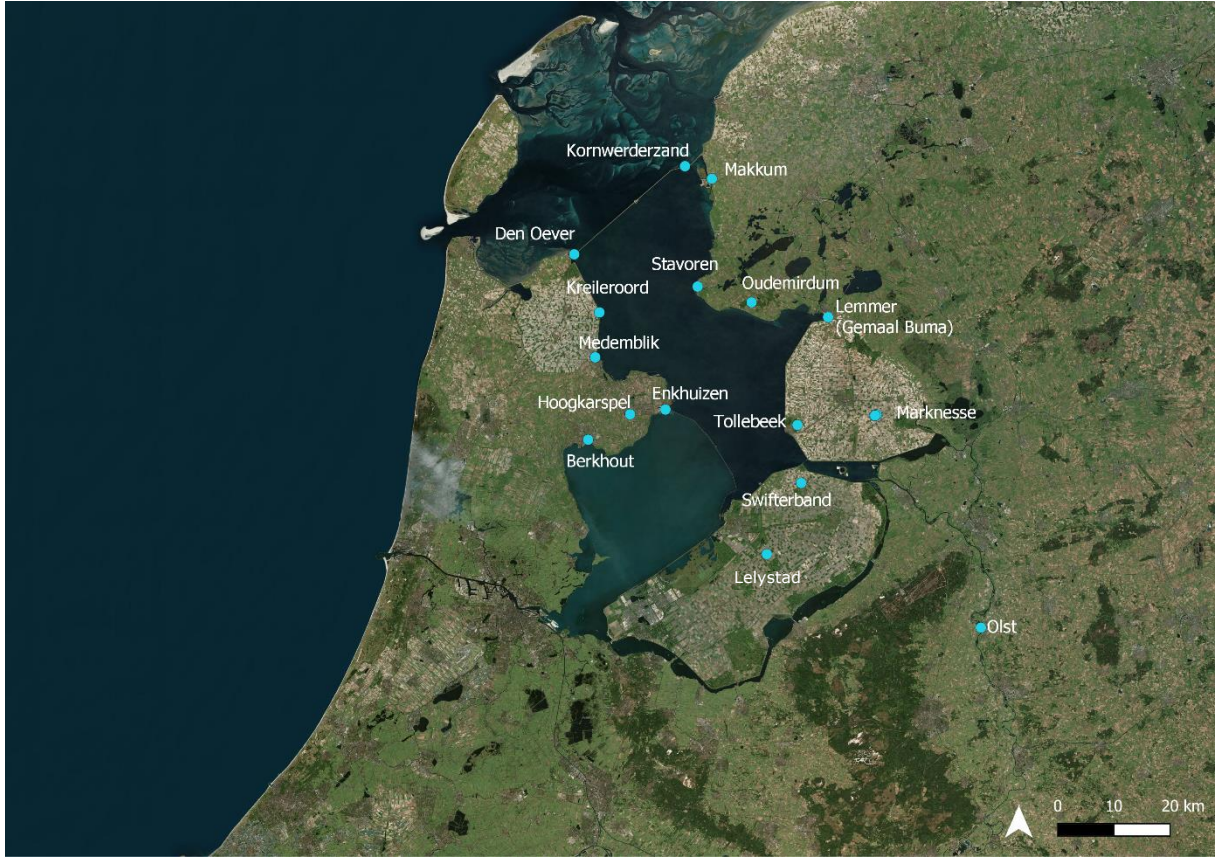 Kornwerderzand
Makkum
Den Oever
Stavoren
Oudemirdum
Kreileroord
Lemmer
(Gemaal Buma)
Medemblik
Enkhuizen
Hoogkarspel
Marknesse
Tollebeek
Berkhout
Swifterband
Lelystad
Olst
0 10 20 km